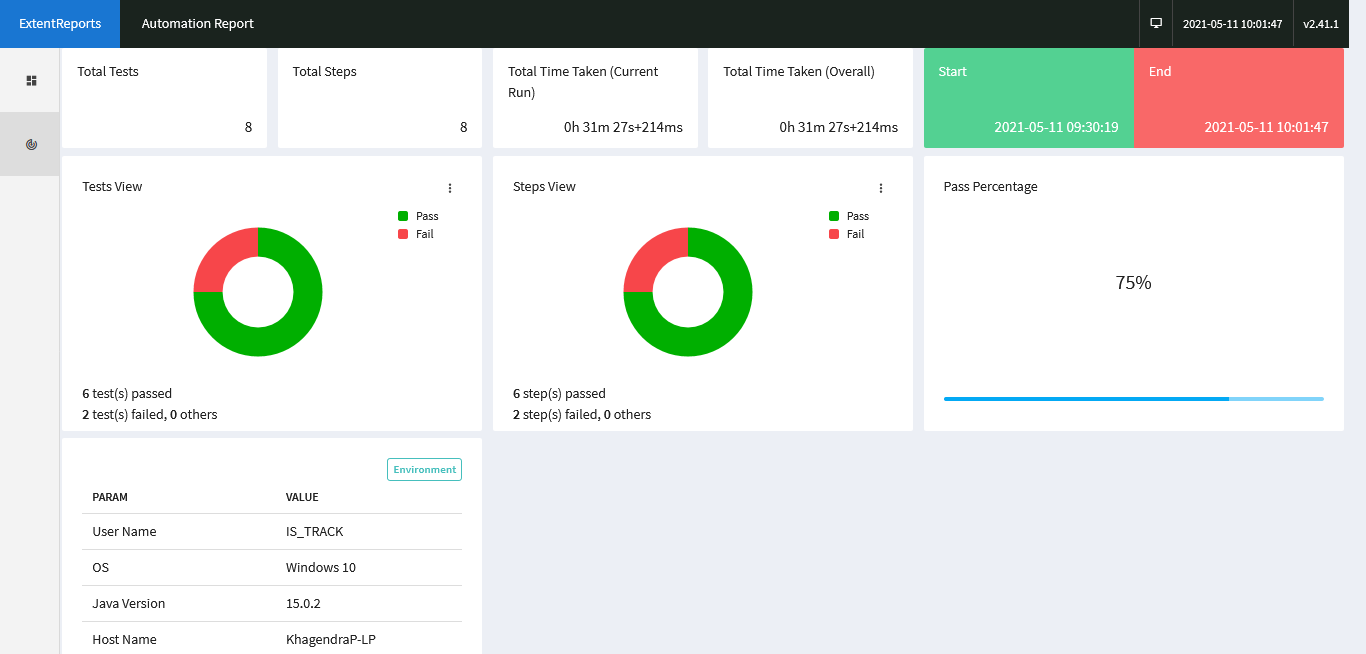 ExtentReports
Automation Report
2021-05-11 10:01:47
v2.41.1
Total Tests
8
Total Steps
8
Total Time Taken (Current
Run)
0h 31m 27s+214ms
Total Time Taken (Overall)
0h 31m 27s+214ms
Start
2021-05-11 09:30:19
End
2021-05-11 10:01:47
Tests View
Pass
Fail
6 test(s) passed
2 test(s) failed, 0 others
Steps View
Pass
Fail
6 step(s) passed
2 step(s) failed, 0 others
Pass Percentage
75%
Environment
PARAM VALUE
User Name IS_TRACK
OS Windows 10
Java Version 15.0.2
Host Name KhagendraP-LP